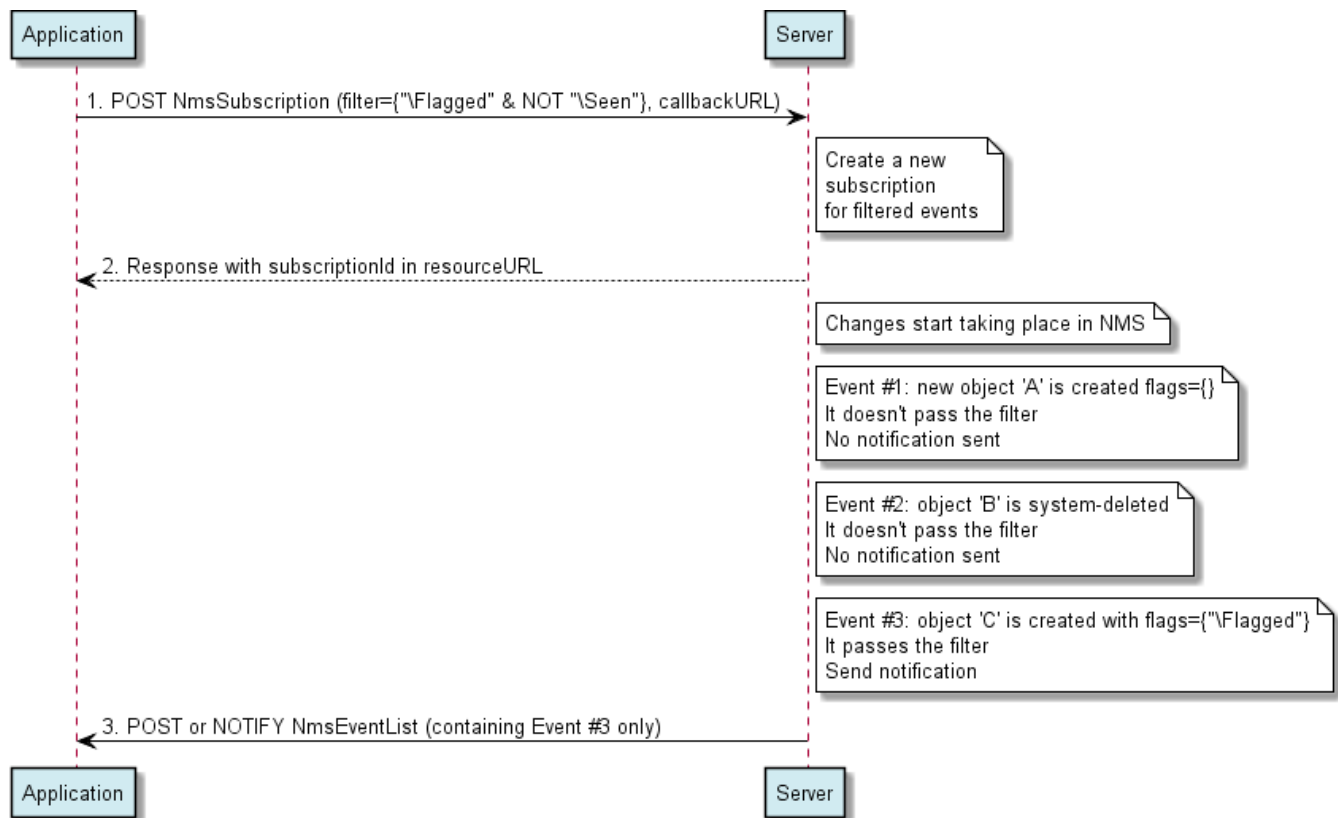 Application
Server
1. POST NmsSubscription (filter={"\Flagged" & NOT "\Seen"}, callbackURL)
Create a new
subscription
for filtered events
2. Response with subscriptionId in resourceURL
Changes start taking place in NMS
Event #1: new object 'A' is created flags={}
It doesn't pass the filter
No notification sent
Event #2: object 'B' is system-deleted
It doesn't pass the filter
No notification sent
Event #3: object 'C' is created with flags={"\Flagged"}
It passes the filter
Send notification
3. POST or NOTIFY NmsEventList (containing Event #3 only)
Application
Server